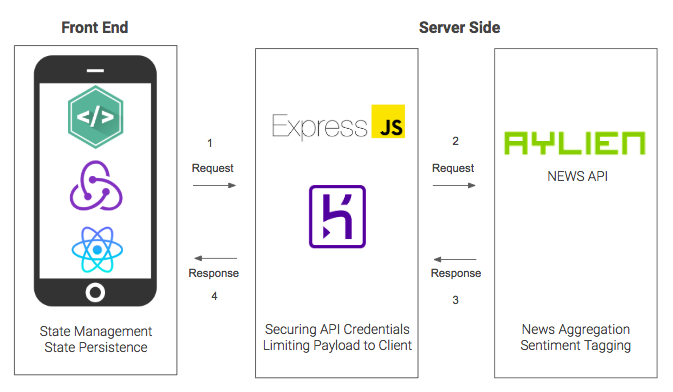 Front End
Server Side
</>
Express JS
AYLIEN
NEWS API
1
Request
2
Request
Response
4
Response
3
State Management
State Persistence
Securing API Credentials
Limiting Payload to Client
News Aggregation
Sentiment Tagging